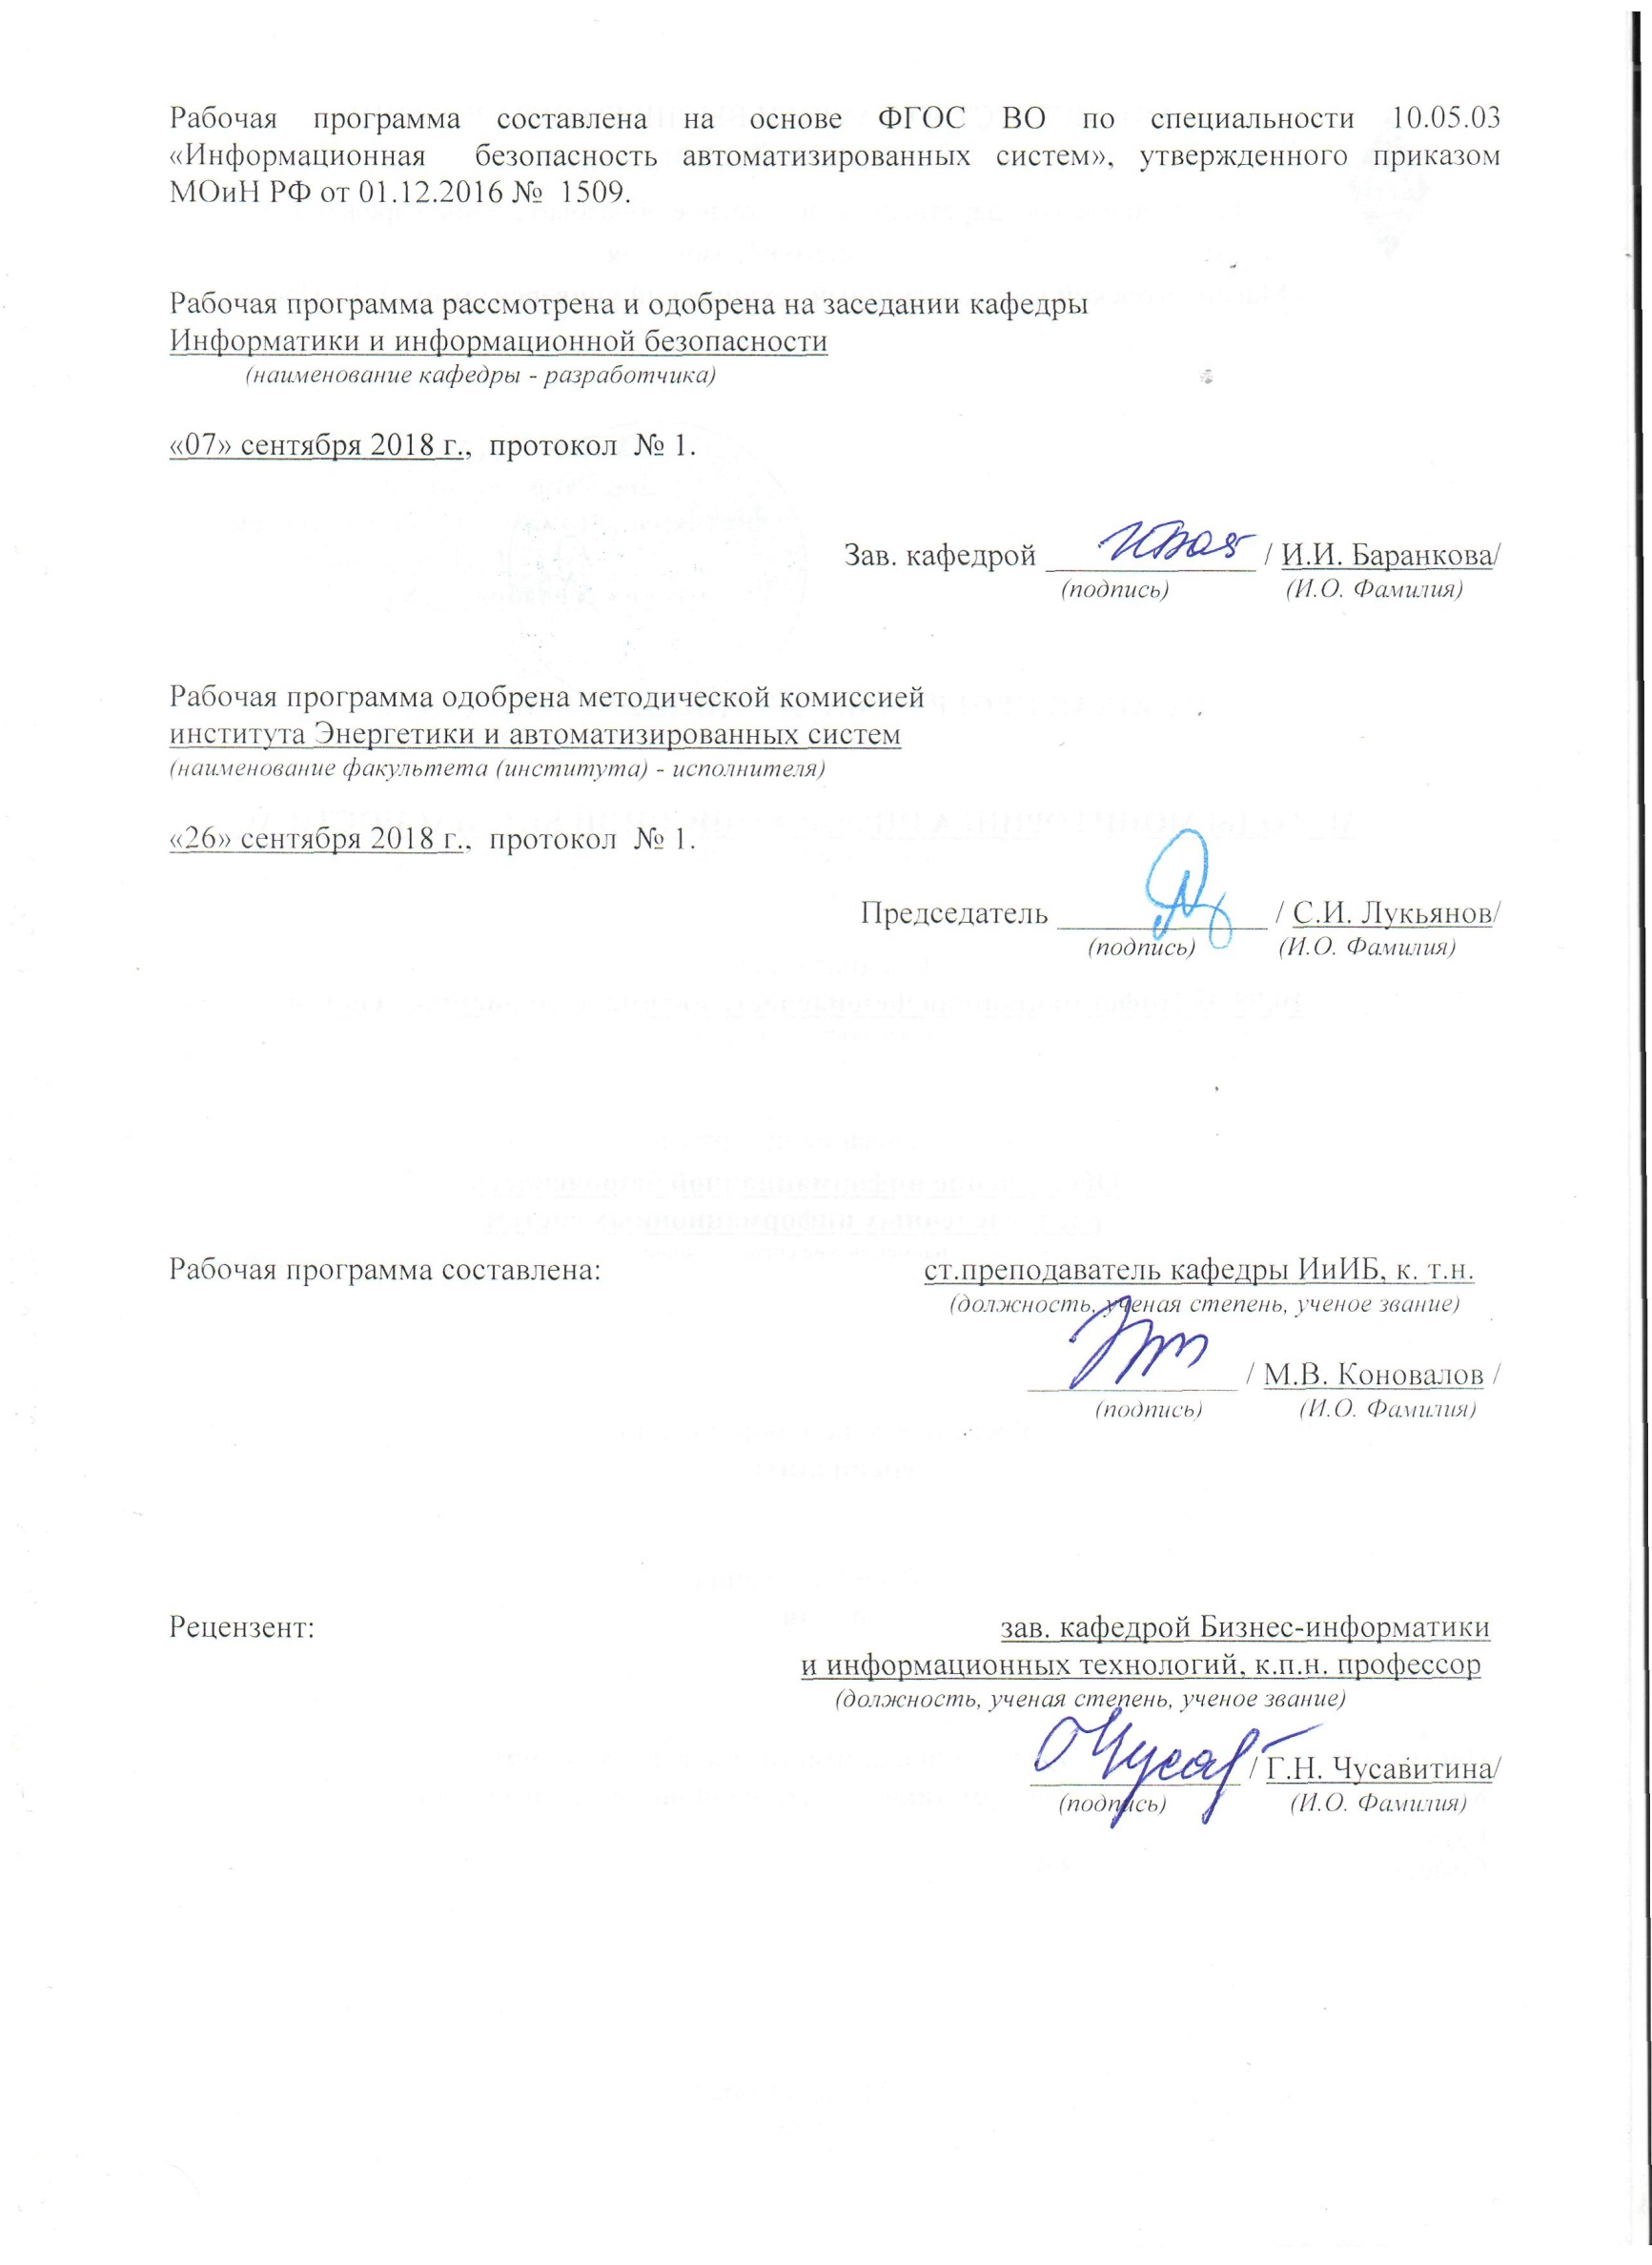 Рабочая программа составлена на основе ФГОС ВО по специальности 10.05.03
«Информационная безопасность автоматизированных систем», утвержденного приказом
МОиН РФ от 01.12.2016 № 1509.
Рабочая программа рассмотрена и одобрена на заседании кафедры
Информатики и информационной безопасности
(наименование кафедры - разработчика)
«07» сентября 2018 г., протокол № 1.
Зав. кафедрой _______________ / И.И. Баранкова/
(подпись) (И.О. Фамилия)
Рабочая программа одобрена методической комиссией
института Энергетики и автоматизированных систем
(наименование факультета (института) - исполнителя)
«26» сентября 2018 г., протокол № 1.
Председатель _______________ / С.И. Лукьянов/
(подпись) (И.О. Фамилия)
Рабочая программа составлена: ст.преподаватель кафедры ИиИБ, к. т.н.
(должность, ученая степень, ученое звание)
_______________ / М.В. Коновалов /
(подпись) (И.О. Фамилия)
Рецензент: зав. кафедрой Бизнес-информатики
и информационных технологий, к.п.н. профессор
(должность, ученая степень, ученое звание)
_______________ / Г.Н. Чусавитина/
(подпись) (И.О. Фамилия)